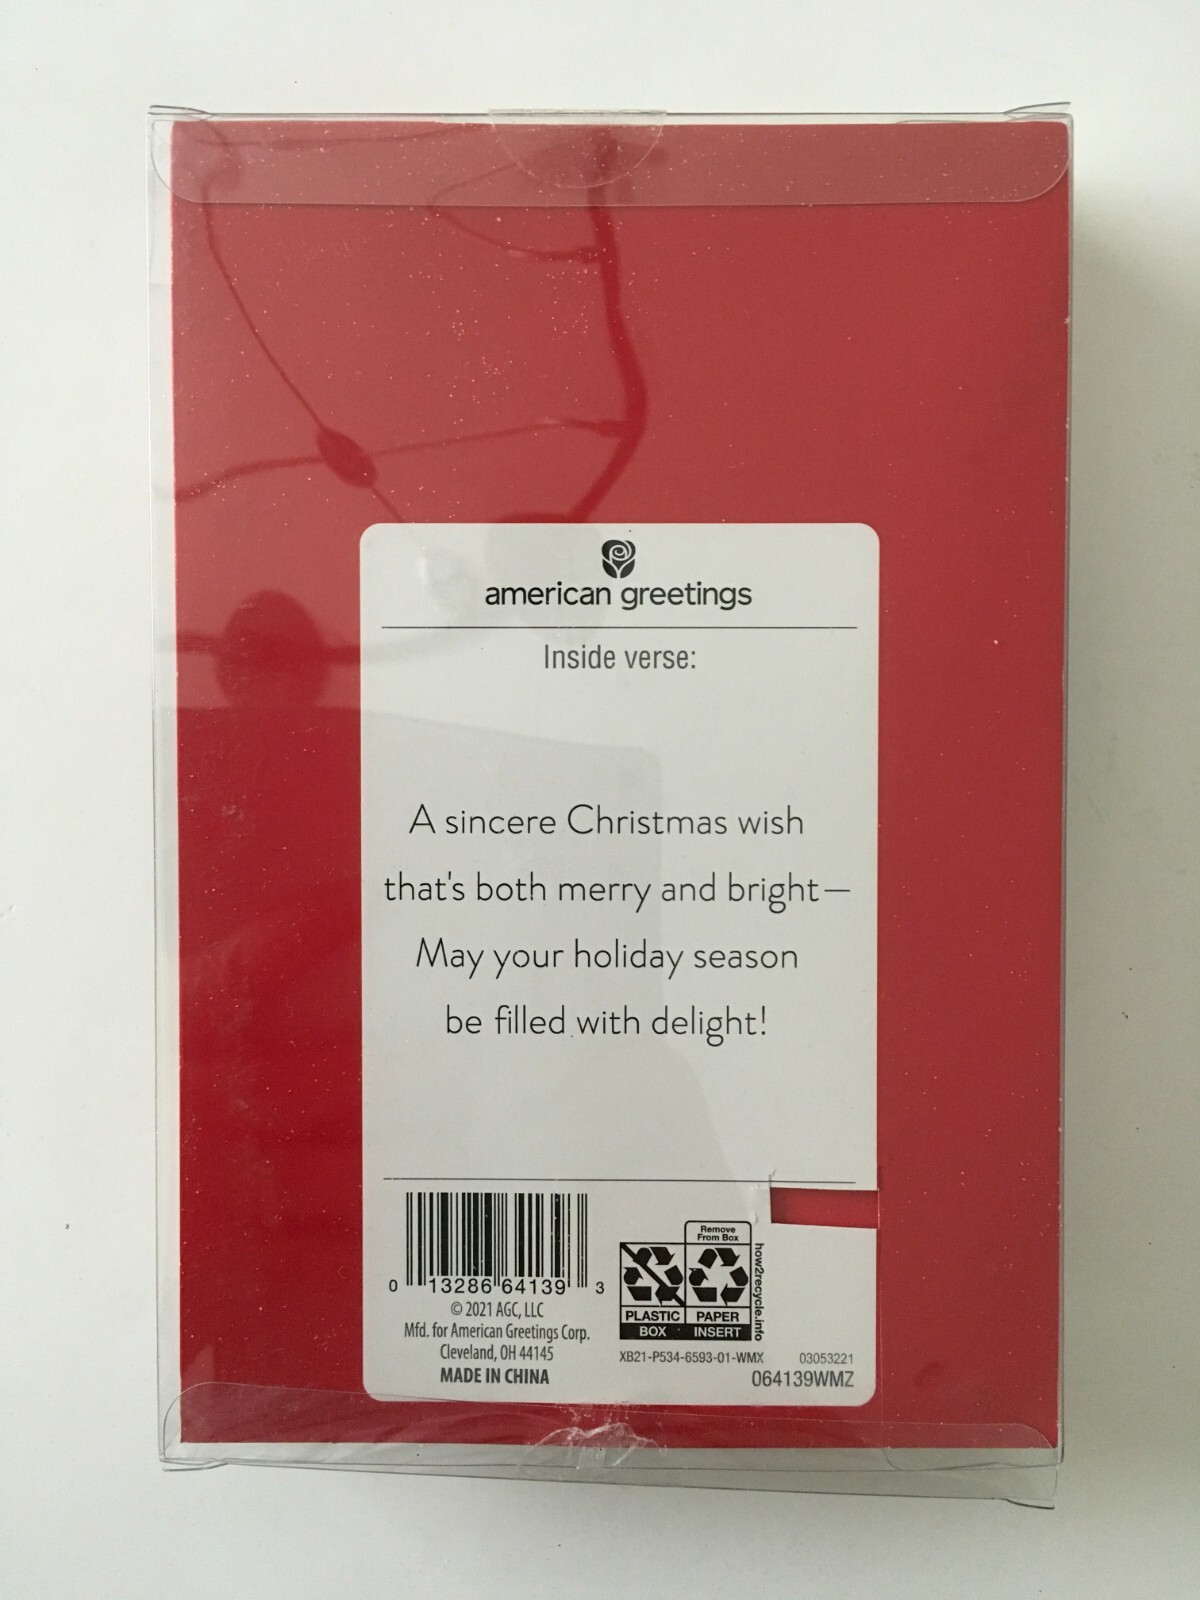 american greetings
Inside verse:
A sincere Christmas wish
that's both merry and bright—
May your holiday season
be filled with delight!
0 13286 64139 3
© 2021 AGC, LLC
Mfd. for American Greetings Corp.
Cleveland, OH 44145
MADE IN CHINA
Remove
From Box
PLASTIC PAPER
BOX INSERT
how2recycle.info
XB21-P534-6593-01-WMX 03053221
064139WMZ